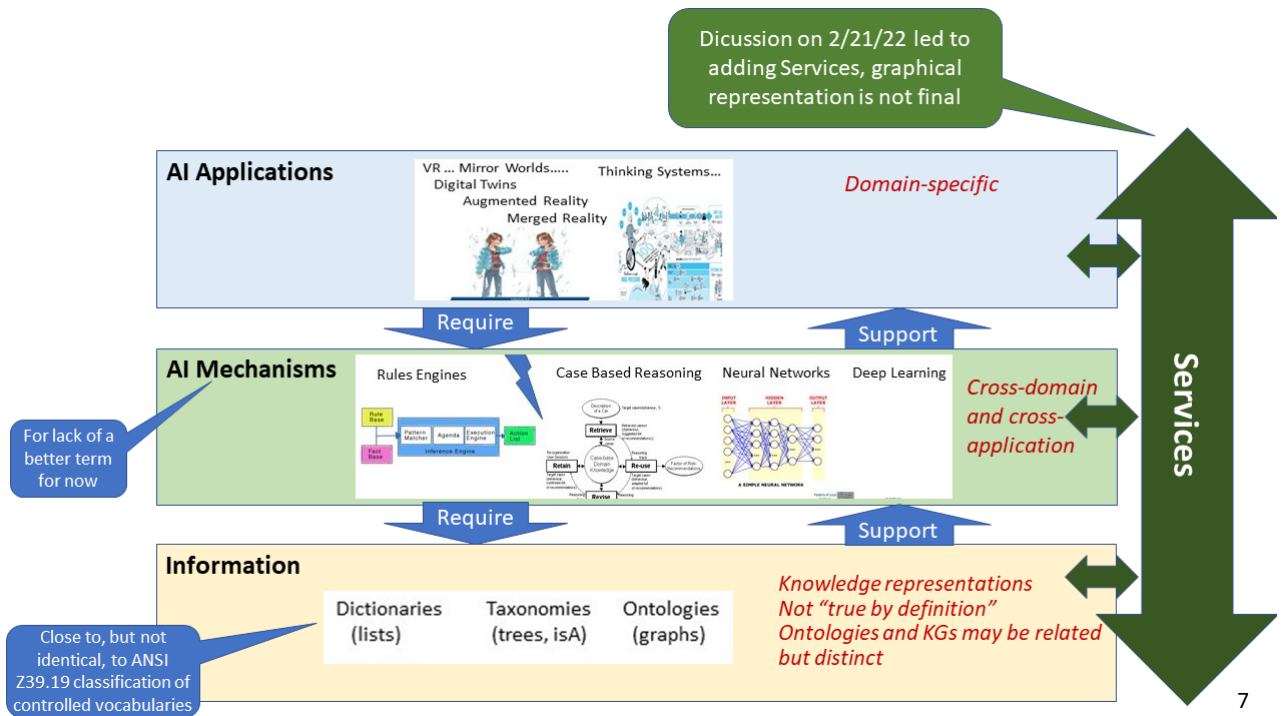 Dicussion on 2/21/22 led to
adding Services, graphical
representation is not final
AI Applications
VR ... Mirror Worlds.....
Digital Twins
Augmented Reality
Merged Reality
Thinking Systems...
Domain-specific
Require
Support
AI Mechanisms
Rules Engines
Case Based Reasoning
Neural Networks
Deep Learning
Rule
Base
Fact
Base
Pattern
Matcher
Agenda
Execution
Engine
Inference Engine
Action
List
Retrieve
Retain
Case-base
Domain
Knowledge
Re-use
Revise
INPUT
LAYER
HIDDEN
LAYER
OUTPUT
LAYER
A SIMPLE NEURAL NETWORK
Cross-domain
and cross-
application
For lack of a
better term
for now
Services
Require
Support
Information
Dictionaries
(lists)
Taxonomies
(trees, isA)
Ontologies
(graphs)
Knowledge representations
Not “true by definition”
Ontologies and KGs may be related
but distinct
Close to, but not
identical, to ANSI
Z39.19 classification of
controlled vocabularies
7